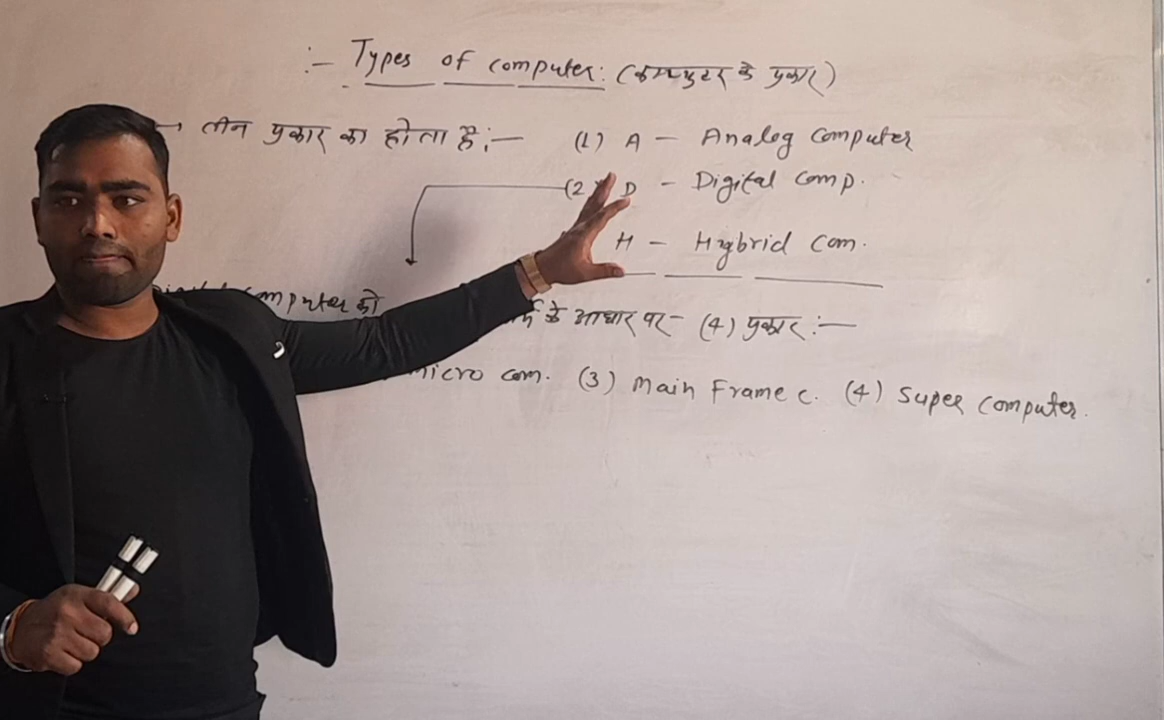 :- Types of computer: (कम्प्युटर के प्रकार)
→ तीन प्रकार का होता है:- (1) A - Analog Computer
(2 D - Digital Comp.
H - Hybrid Com.
Digital Computer को के आधार पर - (4) प्रकार:-
micro com. (3) Main Frame c. (4) Super Computer.